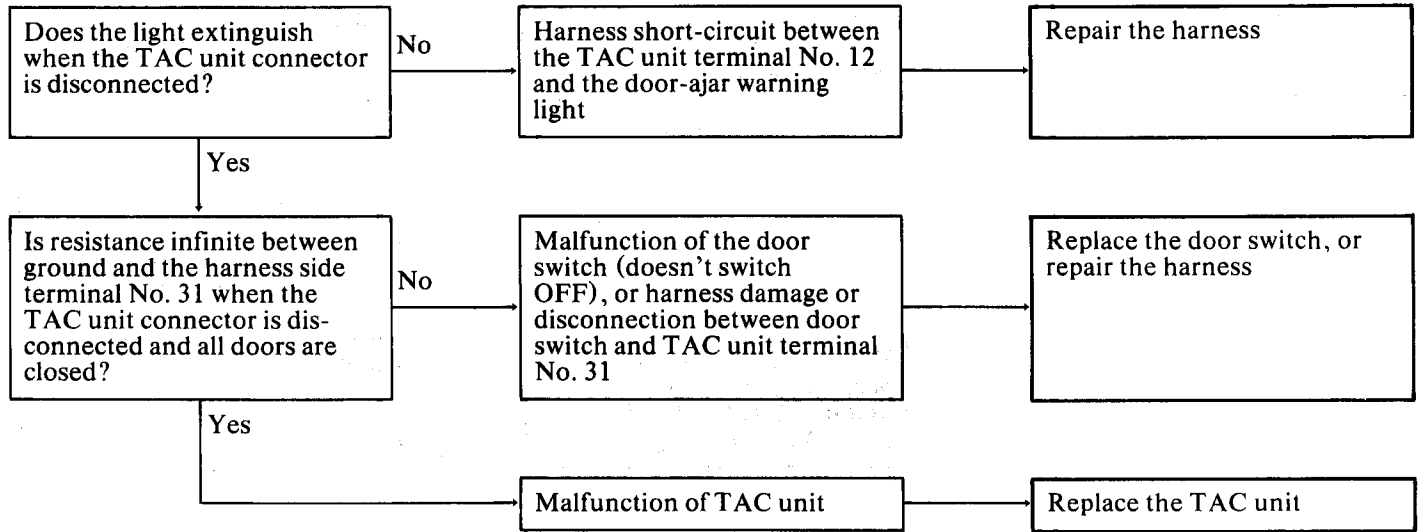 Does the light extinguish
when the TAC unit connector
is disconnected?
No
Harness short-circuit between
the TAC unit terminal No. 12
and the door-ajar warning
light
Repair the harness
Yes
Is resistance infinite between
ground and the harness side
terminal No. 31 when the
TAC unit connector is dis-
connected and all doors are
closed?
No
Malfunction of the door
switch (doesn't switch
OFF), or harness damage or
disconnection between door
switch and TAC unit terminal
No. 31
Replace the door switch, or
repair the harness
Yes
Malfunction of TAC unit
Replace the TAC unit